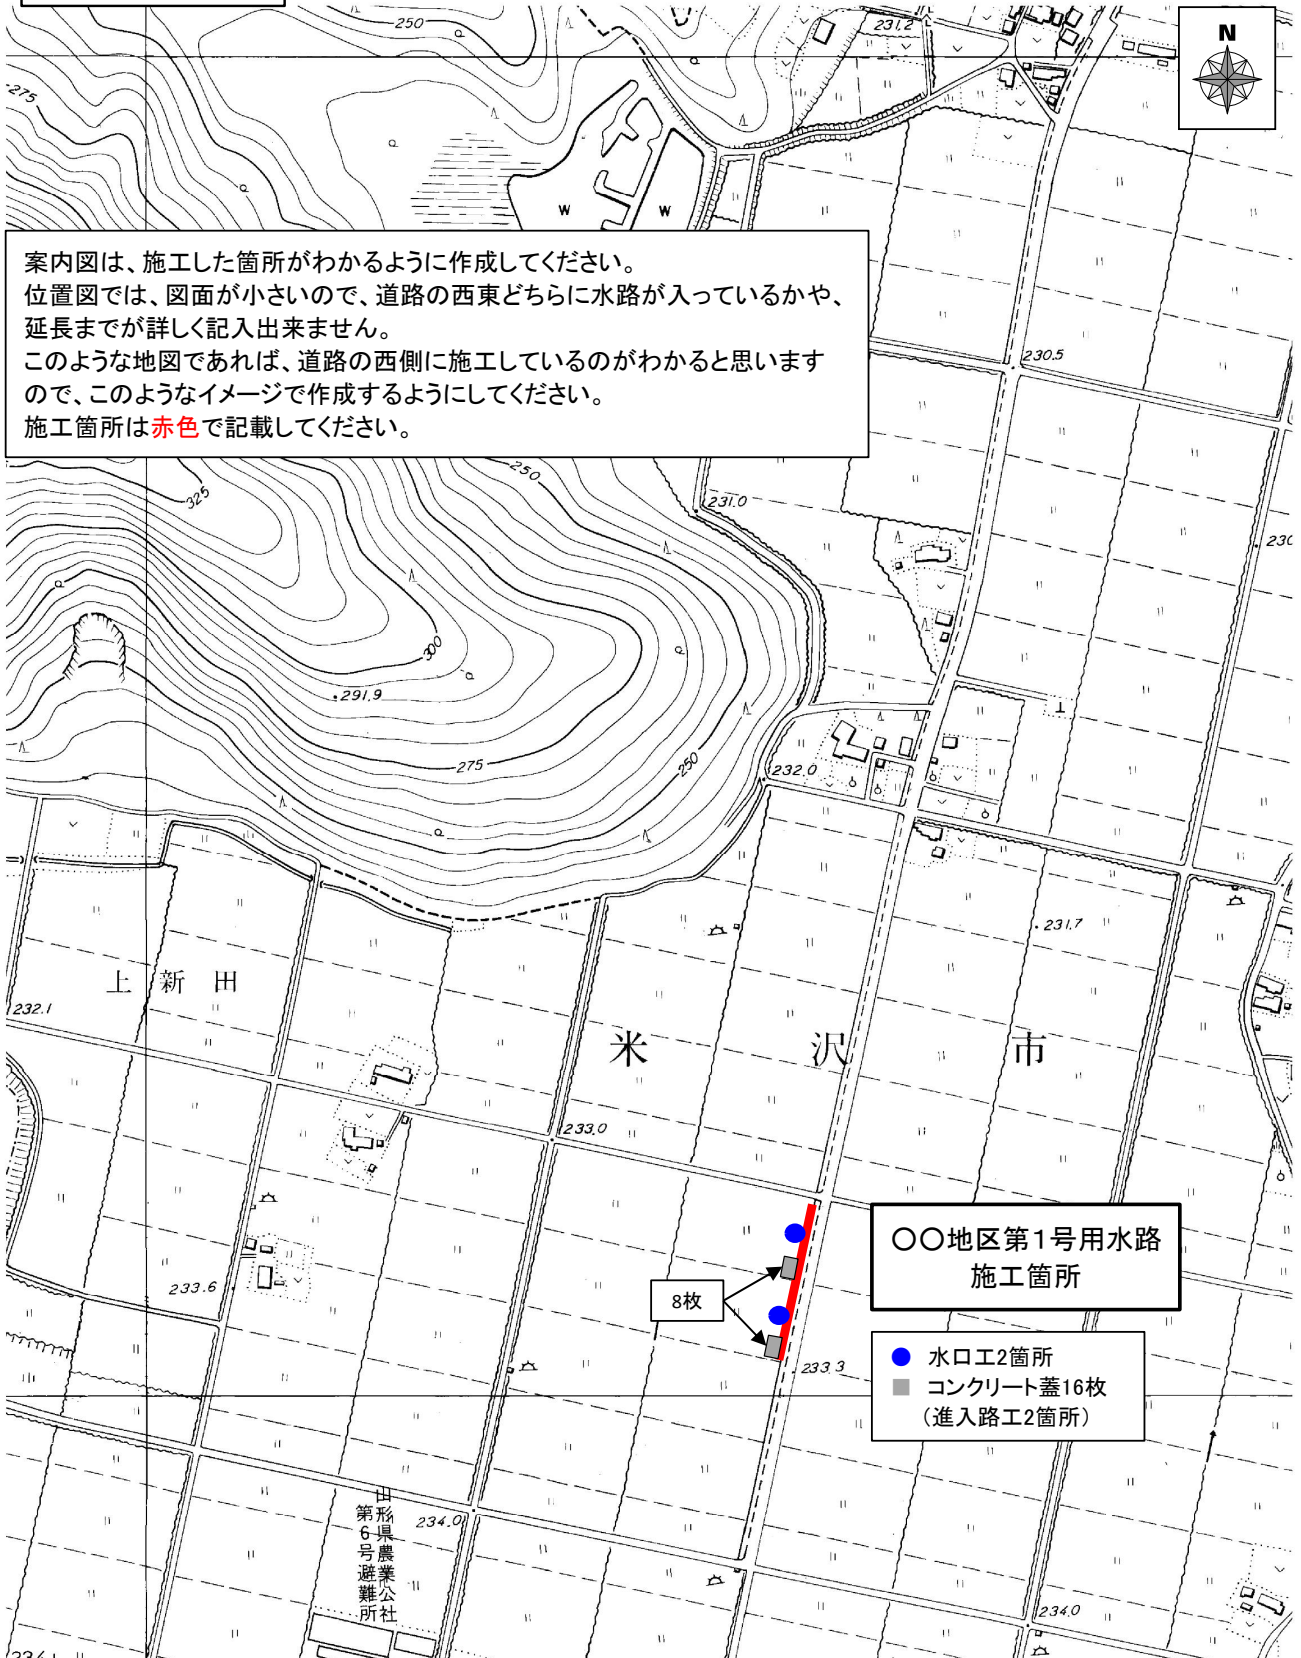 250
231.2
N
275
W
W
案内図は、施工した箇所がわかるように作成してください。
位置図では、図面が小さいので、道路の西東どちらに水路が入っているかや、
延長までが詳しく記入出来ません。
このような地図であれば、道路の西側に施工しているのがわかると思います
ので、このようなイメージで作成するようにしてください。
施工箇所は赤色で記載してください。
230.5
250
325
231.0
300
291.9
275
250
232.0
231.7
上新田
232.1
米沢市
233.0
〇〇地区第1号用水路
施工箇所
233.6
8枚
水口工2箇所
233.3
コンクリート蓋16枚
(進入路工2箇所)
山形県農業公社
第6号避難所
234.0
234.0